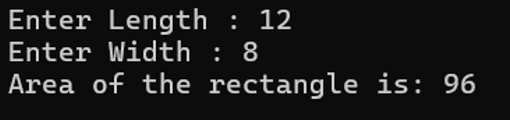 Enter Length : 12
Enter Width : 8
Area of the rectangle is: 96